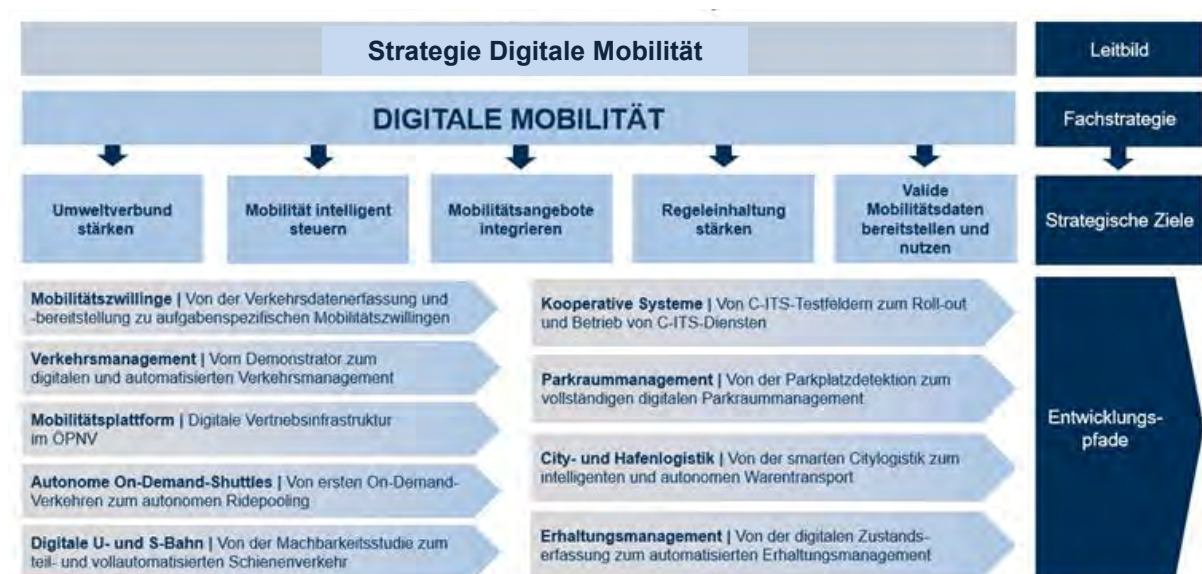 Strategie Digitale Mobilität
Leitbild
DIGITALE MOBILITÄT
Fachstrategie
Umweltverbund
stärken
Mobilität intelligent
steuern
Mobilitätsangebote
integrieren
Regeleinhaltung
stärken
Valide
Mobilitätsdaten
bereitstellen und
nutzen
Strategische Ziele
Mobilitätszwillinge | Von der Verkehrsdatenerfassung und
-bereitstellung zu aufgabenspezifischen Mobilitätszwillingen
Verkehrsmanagement | Vom Demonstrator zum
digitalen und automatisierten Verkehrsmanagement
Mobilitätsplattform | Digitale Vertriebsinfrastruktur
im ÖPNV
Autonome On-Demand-Shuttles | Von ersten On-Demand-
Verkehren zum autonomen Ridepooling
Digitale U- und S-Bahn | Von der Machbarkeitsstudie zum
teil- und vollautomatisierten Schienenverkehr
Kooperative Systeme | Von C-ITS-Testfeldern zum Roll-out
und Betrieb von C-ITS-Diensten
Parkraummanagement | Von der Parkplatzdetektion zum
vollständigen digitalen Parkraummanagement
City- und Hafenlogistik | Von der smarten Citylogistik zum
intelligenten und autonomen Warentransport
Erhaltungsmanagement | Von der digitalen Zustands-
erfassung zum automatisierten Erhaltungsmanagement
Entwicklungs-
pfade